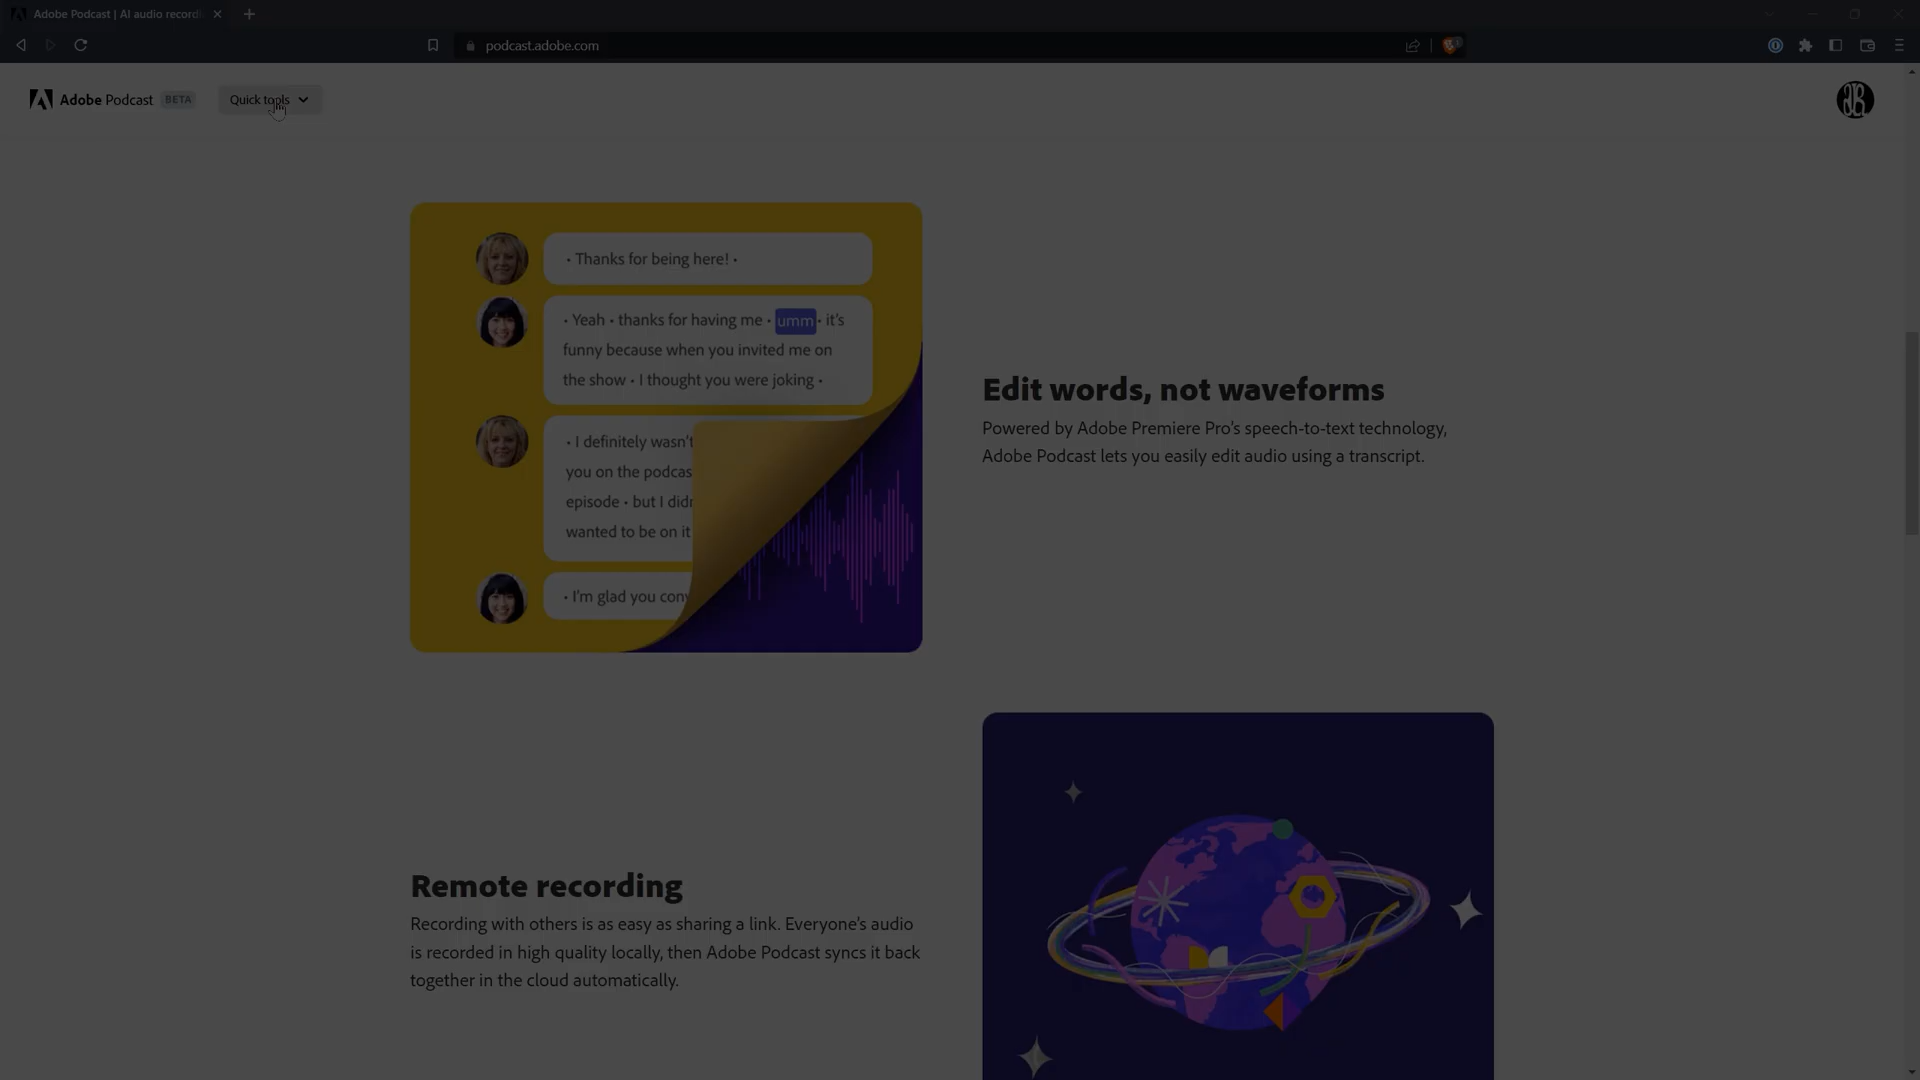 Adobe Podcast | AI audio recordi
podcast.adobe.com
Adobe Podcast BETA
Quick tools
• Thanks for being here! •
• Yeah • thanks for having me • umm • it's
funny because when you invited me on
the show • I thought you were joking •
• I definitely wasn't
you on the podcas
episode • but I didn
wanted to be on it
• I'm glad you conv
Edit words, not waveforms
Powered by Adobe Premiere Pro's speech-to-text technology,
Adobe Podcast lets you easily edit audio using a transcript.
Remote recording
Recording with others is as easy as sharing a link. Everyone's audio
is recorded in high quality locally, then Adobe Podcast syncs it back
together in the cloud automatically.